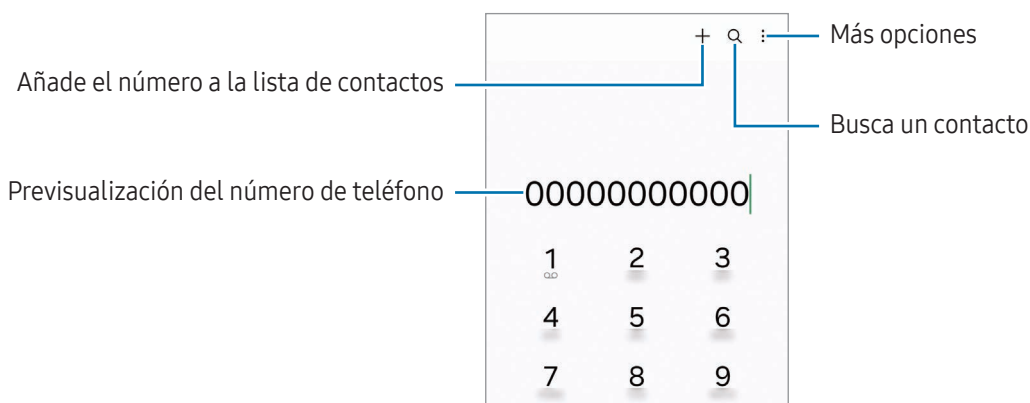 Más opciones
Añade el número a la lista de contactos
Busca un contacto
Previsualización del número de teléfono
00000000000
1 2 3
4 5 6
7 8 9